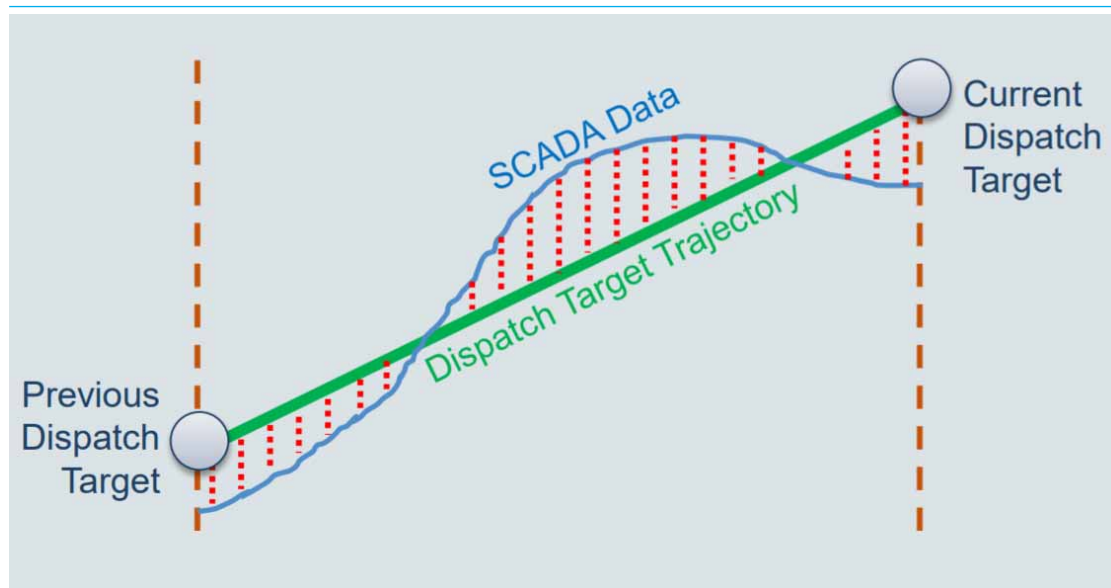 SCADA Data
Current
Dispatch
Target
Dispatch Target Trajectory
Previous
Dispatch
Target